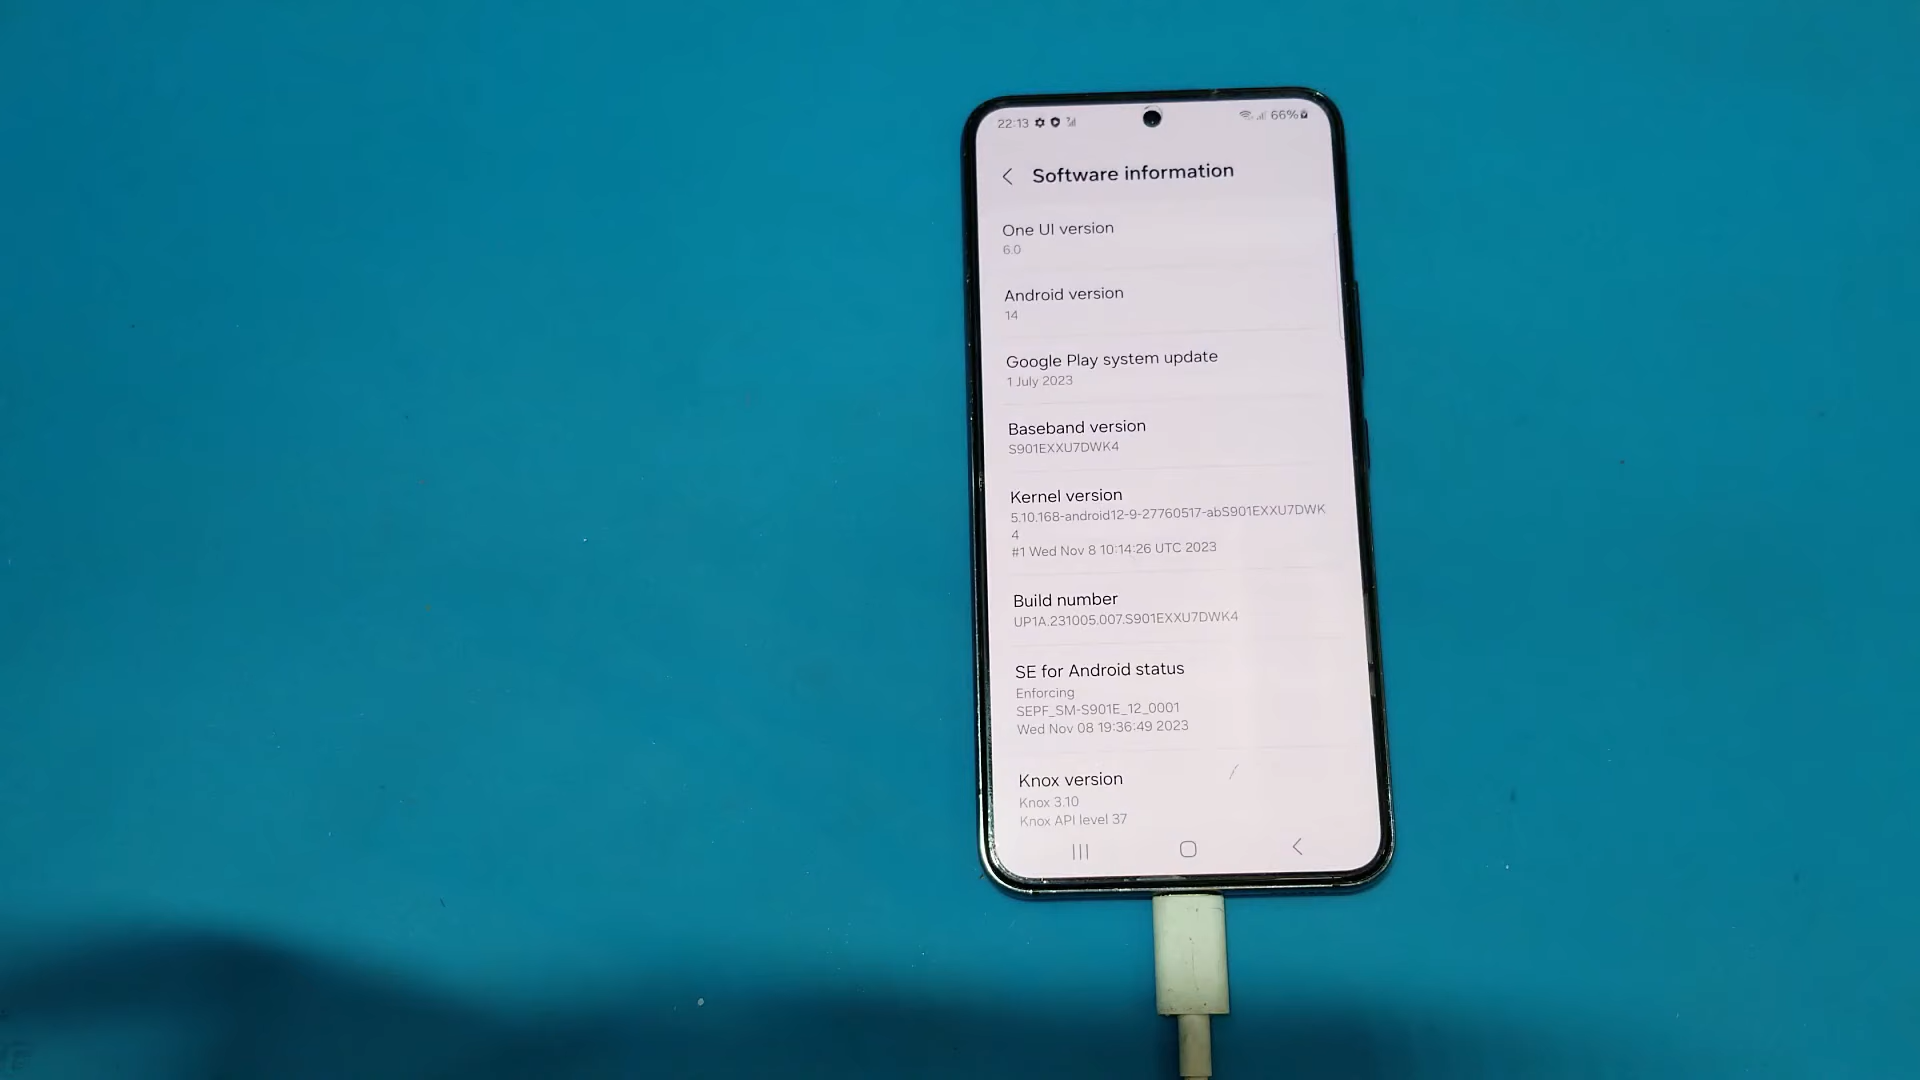 22:13
66%
Software information
One UI version
6.0
Android version
14
Google Play system update
1 July 2023
Baseband version
S901EXXU7DWK4
Kernel version
5.10.168-android12-9-27760517-abS901EXXU7DWK
4
#1 Wed Nov 8 10:14:26 UTC 2023
Build number
UP1A.231005.007.S901EXXU7DWK4
SE for Android status
Enforcing
SEPF_SM-S901E_12_0001
Wed Nov 08 19:36:49 2023
Knox version
Knox 3.10
Knox API level 37